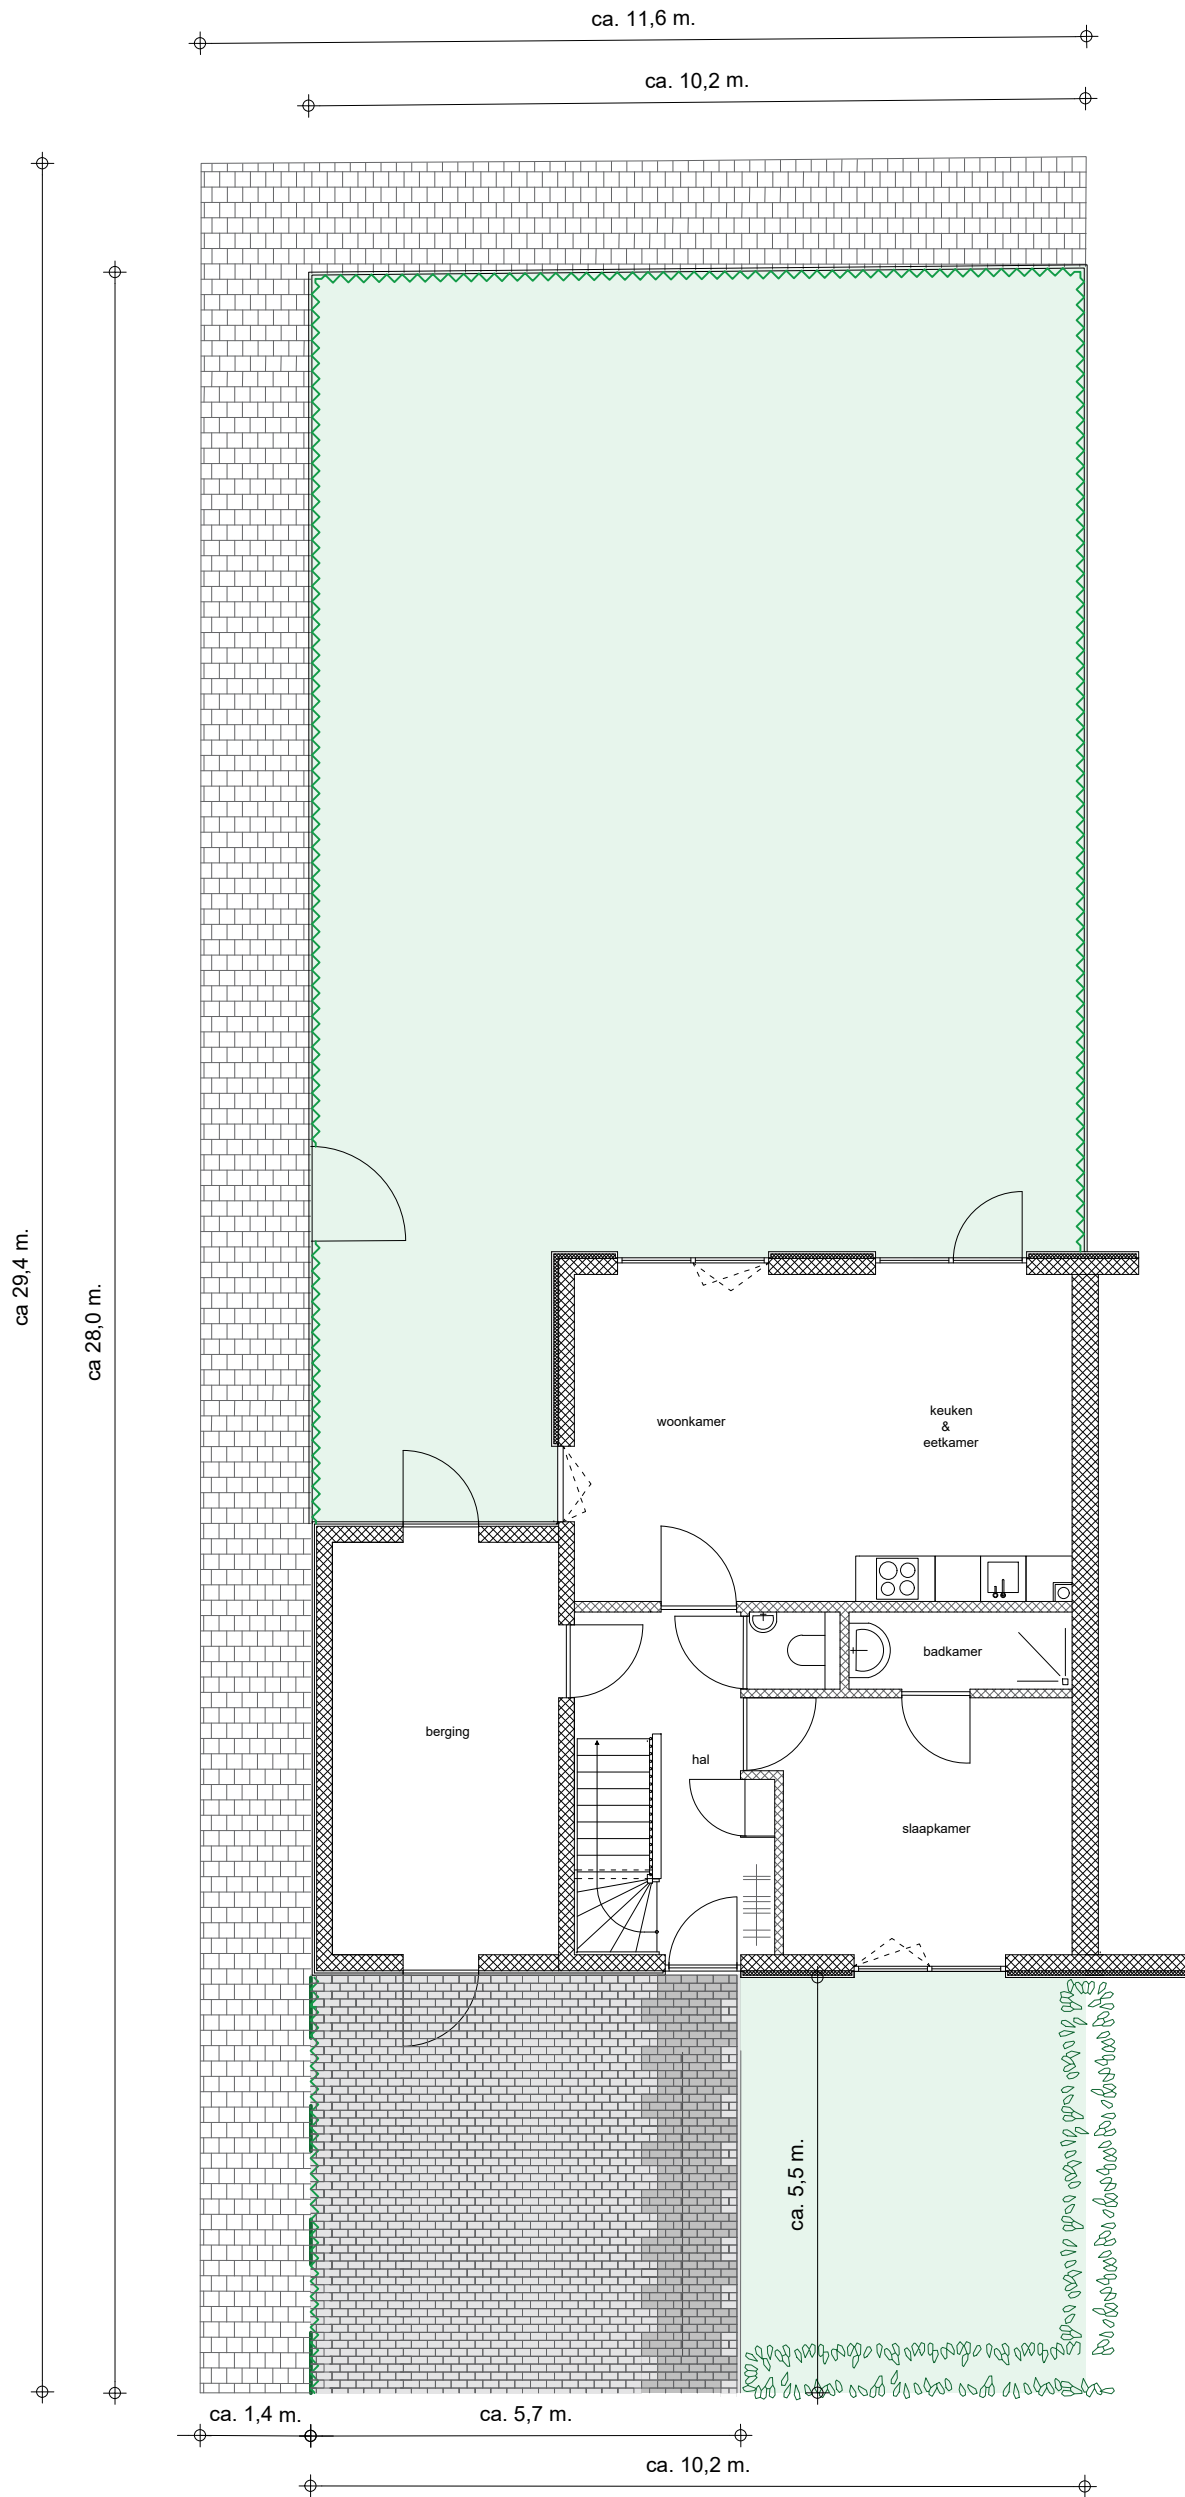 ca. 11,6 m.
ca. 10,2 m.
ca 29,4 m.
ca 28,0 m.
woonkamer
keuken
&
eetkamer
badkamer
berging
hal
slaapkamer
ca. 5,5 m.
ca. 1,4 m.
ca. 5,7 m.
ca. 10,2 m.